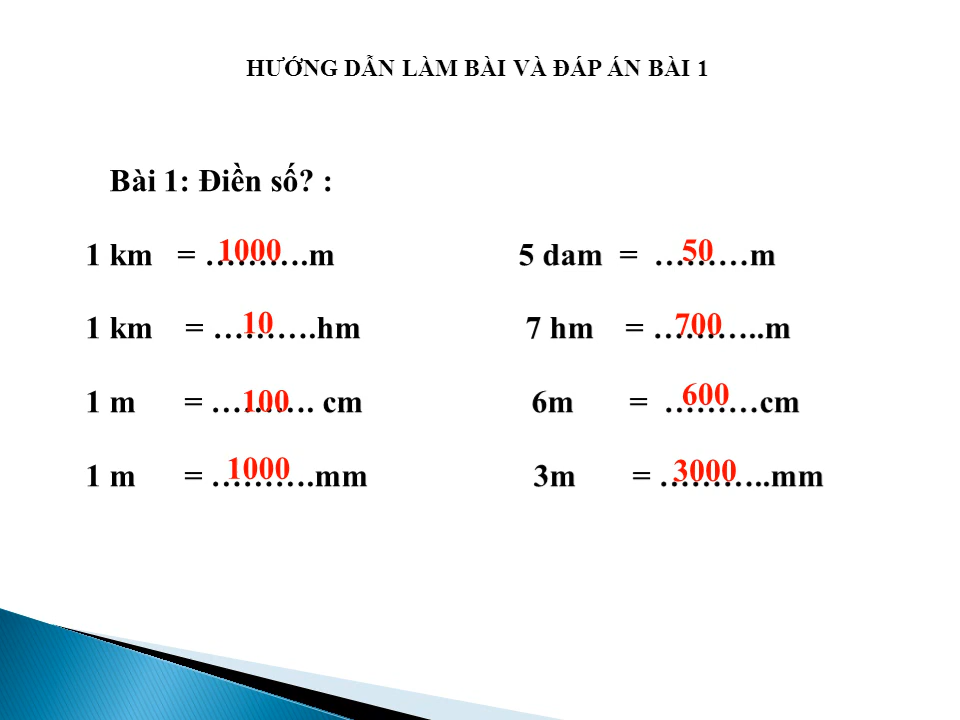 HƯỚNG DẪN LÀM BÀI VÀ ĐÁP ÁN BÀI 1
Bài 1: Điền số? :
1 km = ...1000….m 5 dam = …50……m
1 km = …10…….hm 7 hm = …700…..m
1 m = …100……. cm 6m = …600……cm
1 m = …1000…….mm 3m = …3000…..mm